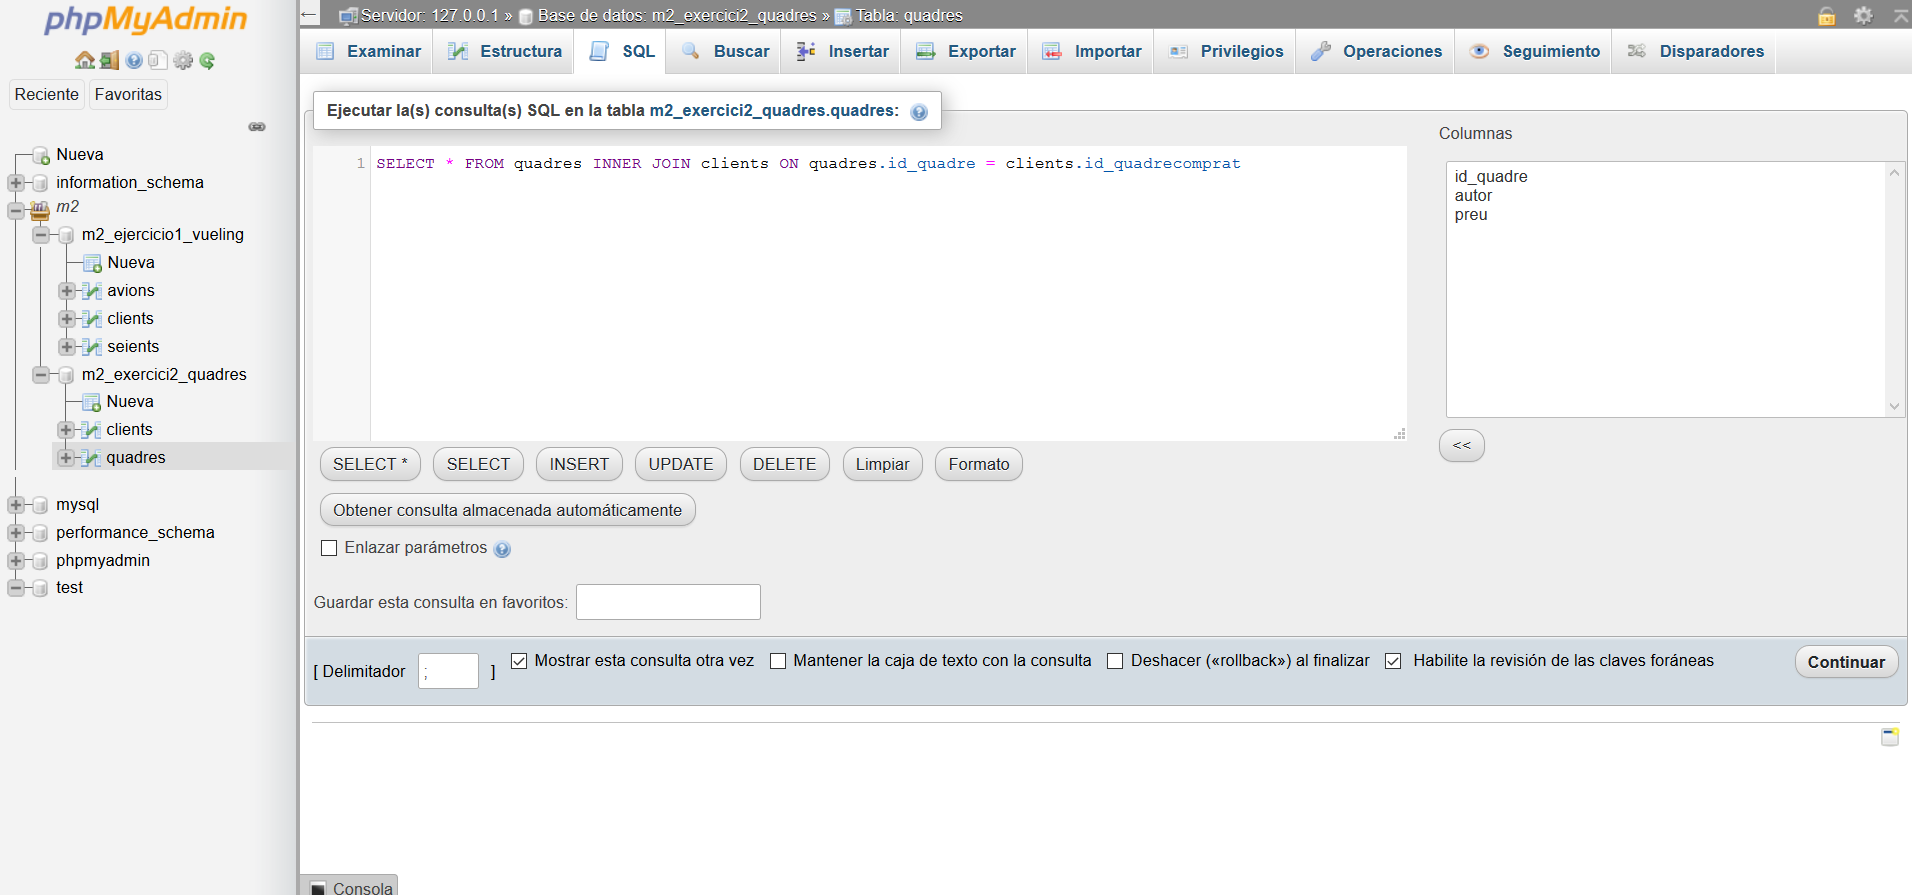 phpMyAdmin
Reciente Favoritas
Nueva
information_schema
m2
m2_ejercicio1_vueling
Nueva
avions
clients
seients
m2_exercici2_quadres
Nueva
clients
quadres
mysql
performance_schema
phpmyadmin
test
Servidor: 127.0.0.1 » Base de datos: m2_exercici2_quadres » Tabla: quadres
Examinar Estructura SQL Buscar Insertar Exportar Importar Privilegios Operaciones Seguimiento Disparadores
Ejecutar la(s) consulta(s) SQL en la tabla m2_exercici2_quadres.quadres:
1 SELECT * FROM quadres INNER JOIN clients ON quadres.id_quadre = clients.id_quadrecomprat
Columnas
id_quadre
autor
preu
<<
SELECT * SELECT INSERT UPDATE DELETE Limpiar Formato
Obtener consulta almacenada automáticamente
Enlazar parámetros
Guardar esta consulta en favoritos:
[ Delimitador ; ] Mostrar esta consulta otra vez Mantener la caja de texto con la consulta Deshacer («rollback») al finalizar Habilite la revisión de las claves foráneas Continuar
Consola